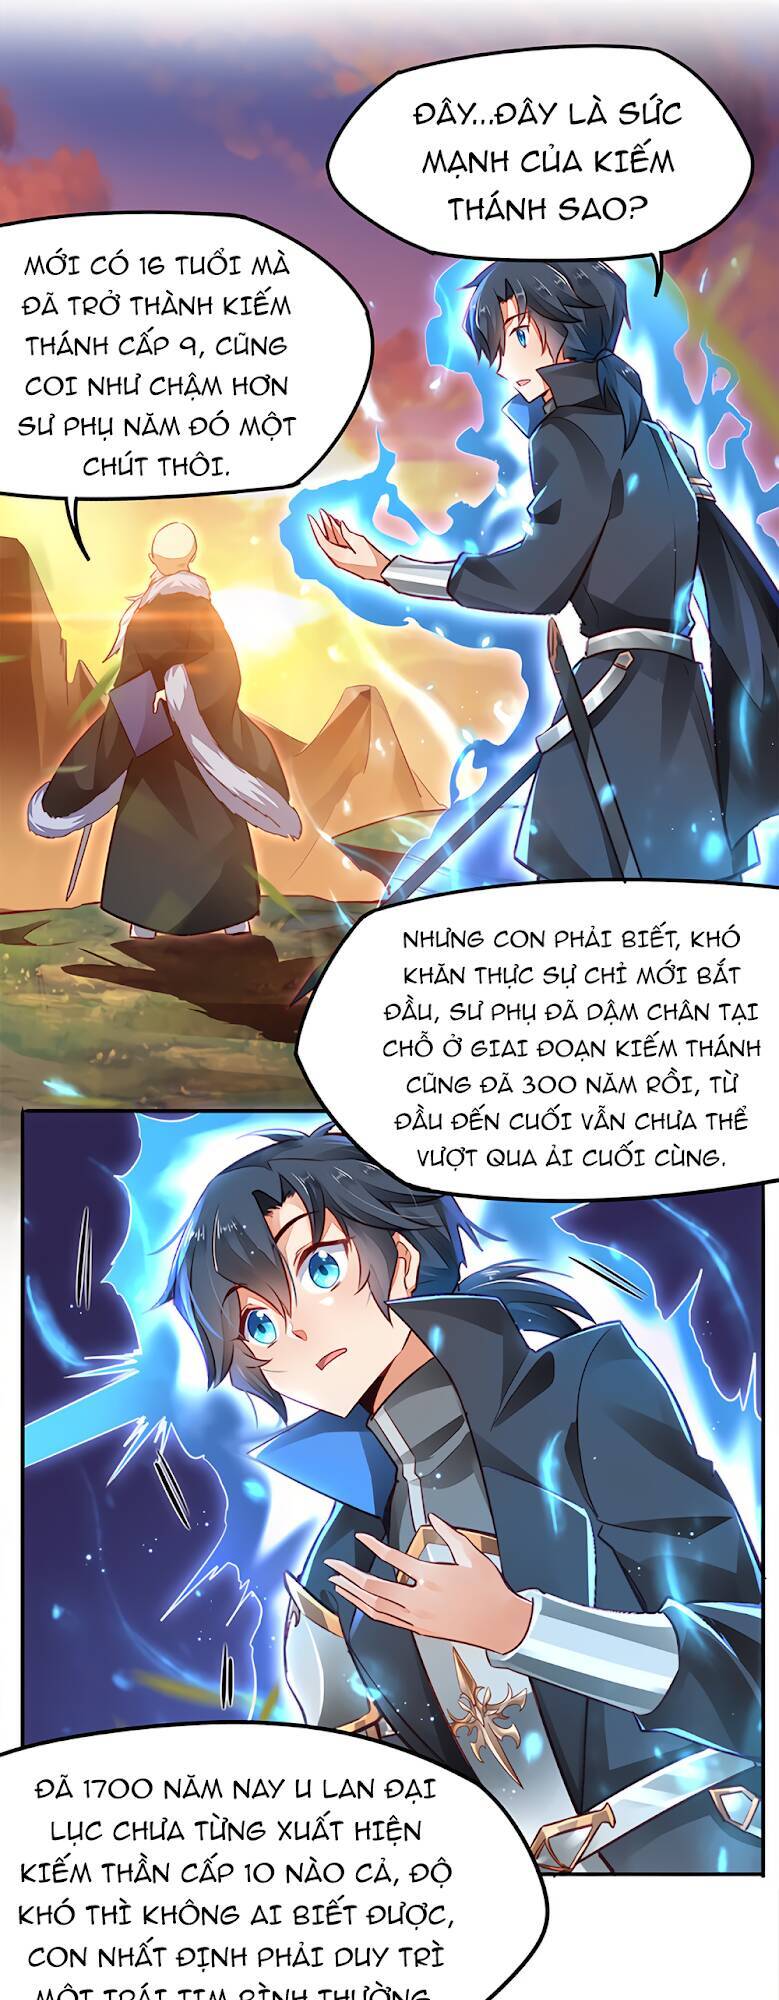 ĐÂY...ĐÂY LÀ SỨC
MẠNH CỦA KIẾM
THÁNH SAO?
MỚI CÓ 16 TUỔI MÀ
ĐÃ TRỞ THÀNH KIẾM
THÁNH CẤP 9, CŨNG
COI NHƯ CHẬM HƠN
SƯ PHỤ NĂM ĐÓ MỘT
CHÚT THÔI.
NHƯNG CON PHẢI BIẾT, KHÓ
KHĂN THỰC SỰ CHỈ MỚI BẮT
ĐẦU, SƯ PHỤ ĐÃ DẬM CHÂN TẠI
CHỖ Ở GIAI ĐOẠN KIẾM THÁNH
CŨNG ĐÃ 300 NĂM RỒI, TỪ
ĐẦU ĐẾN CUỐI VẪN CHƯA THỂ
VƯỢT QUA ẢI CUỐI CÙNG.
ĐÃ 1700 NĂM NAY U LAN ĐẠI
LỤC CHƯA TỪNG XUẤT HIỆN
KIẾM THẦN CẤP 10 NÀO CẢ, ĐỘ
KHÓ THÌ KHÔNG AI BIẾT ĐƯỢC,
CON NHẤT ĐỊNH PHẢI DUY TRÌ
MỘT TRÁI TIM BÌNH THƯỜNG